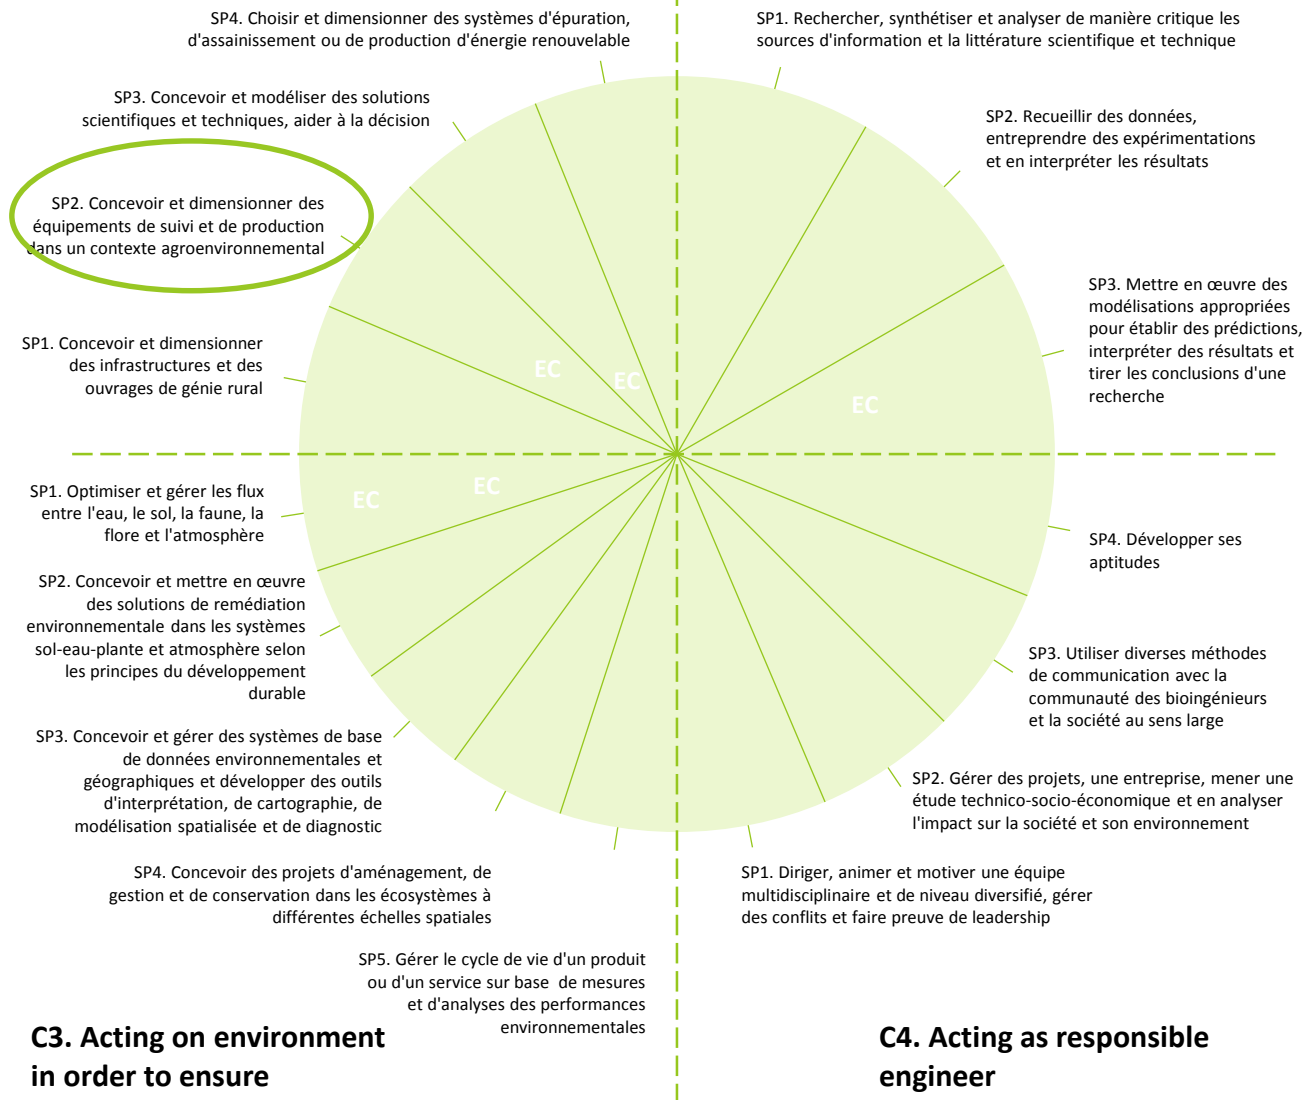 SP4. Choisir et dimensionner des systèmes d'épuration,
d'assainissement ou de production d'énergie renouvelable
SP1. Rechercher, synthétiser et analyser de manière critique les
sources d'information et la littérature scientifique et technique
SP3. Concevoir et modéliser des solutions
scientifiques et techniques, aider à la décision
SP2. Recueillir des données,
entreprendre des expérimentations
et en interpréter les résultats
SP2. Concevoir et dimensionner des
équipements de suivi et de production
dans un contexte agroenvironnemental
SP3. Mettre en œuvre des
modélisations appropriées
pour établir des prédictions,
interpréter des résultats et
tirer les conclusions d'une
recherche
SP1. Concevoir et dimensionner
des infrastructures et des
ouvrages de génie rural
EC
EC
EC
EC
EC
SP1. Optimiser et gérer les flux
entre l'eau, le sol, la faune, la
flore et l'atmosphère
SP4. Développer ses
aptitudes
SP2. Concevoir et mettre en œuvre
des solutions de remédiation
environnementale dans les systèmes
sol-eau-plante et atmosphère selon
les principes du développement
durable
SP3. Utiliser diverses méthodes
de communication avec la
communauté des bioingénieurs
et la société au sens large
SP3. Concevoir et gérer des systèmes de base
de données environnementales et
géographiques et développer des outils
d'interprétation, de cartographie, de
modélisation spatialisée et de diagnostic
SP2. Gérer des projets, une entreprise, mener une
étude technico-socio-économique et en analyser
l'impact sur la société et son environnement
SP4. Concevoir des projets d'aménagement, de
gestion et de conservation dans les écosystèmes à
différentes échelles spatiales
SP1. Diriger, animer et motiver une équipe
multidisciplinaire et de niveau diversifié, gérer
des conflits et faire preuve de leadership
SP5. Gérer le cycle de vie d'un produit
ou d'un service sur base  de mesures
et d'analyses des performances
environnementales
C3. Acting on environment
in order to ensure
C4. Acting as responsible
engineer